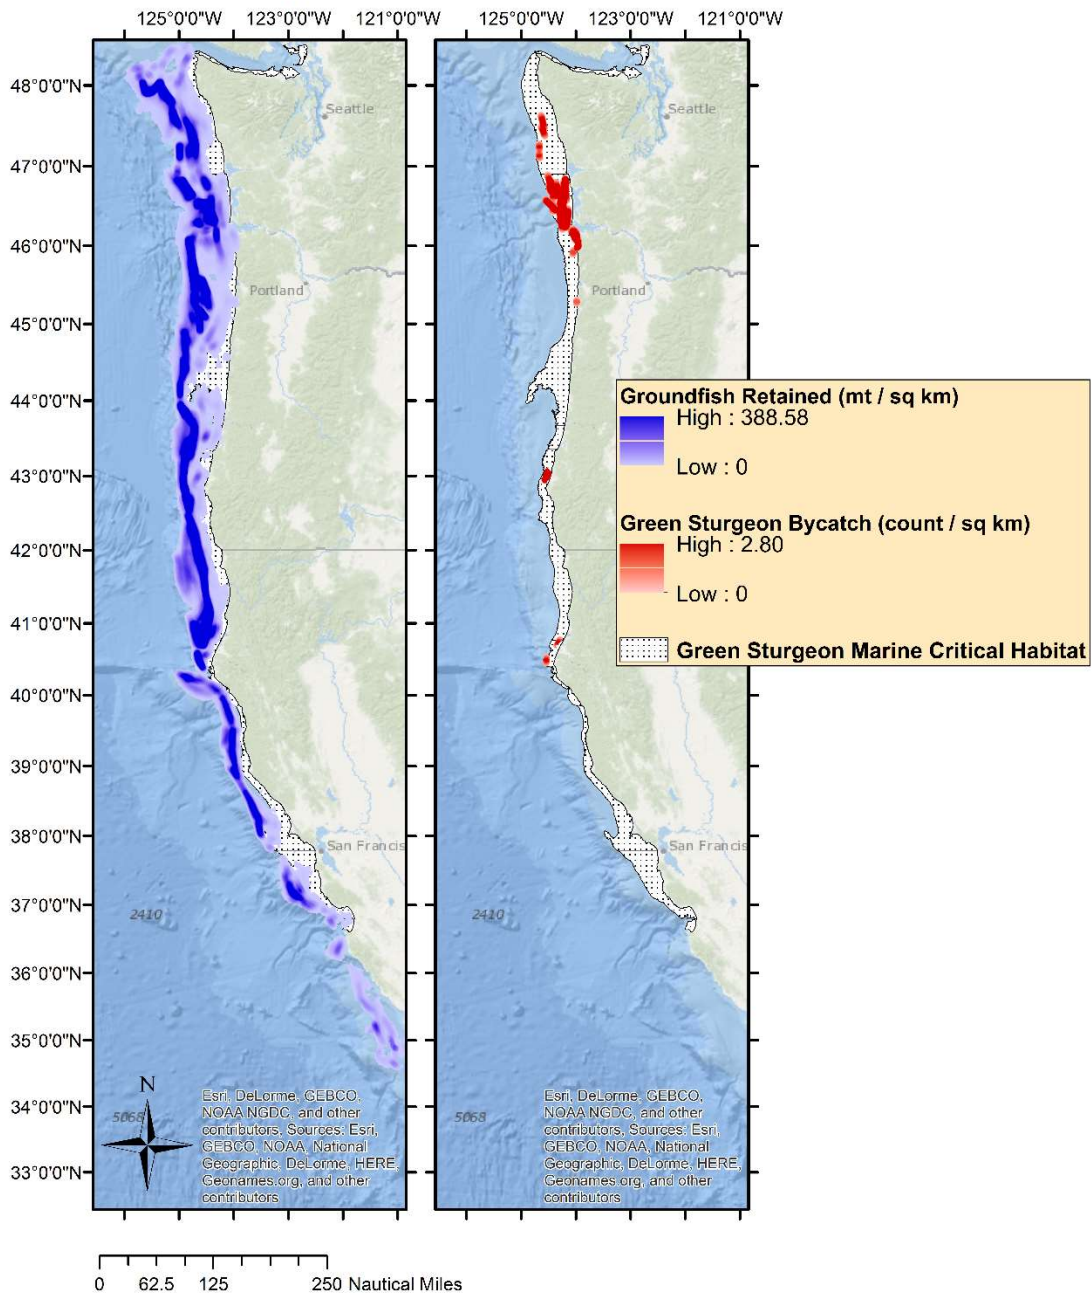 125°0'0"W 123°0'0"W 121°0'0"W
125°0'0"W 123°0'0"W 121°0'0"W
48°0'0"N
47°0'0"N
46°0'0"N
45°0'0"N
44°0'0"N
43°0'0"N
42°0'0"N
41°0'0"N
40°0'0"N
39°0'0"N
38°0'0"N
37°0'0"N
36°0'0"N
35°0'0"N
34°0'0"N
33°0'0"N
Seattle
Portland
San Francis
2410
5068
N
Esri, DeLorme, GEBCO,
NOAA NGDC, and other
contributors, Sources: Esri,
GEBCO, NOAA, National
Geographic, DeLorme, HERE,
Geonames.org, and other
contributors
Seattle
Portland
San Francis
2410
5068
Esri, DeLorme, GEBCO,
NOAA NGDC, and other
contributors, Sources: Esri,
GEBCO, NOAA, National
Geographic, DeLorme, HERE,
Geonames.org, and other
contributors
Groundfish Retained (mt / sq km)
High : 388.58
Low : 0
Green Sturgeon Bycatch (count / sq km)
High : 2.80
Low : 0
Green Sturgeon Marine Critical Habitat
0 62.5 125 250 Nautical Miles